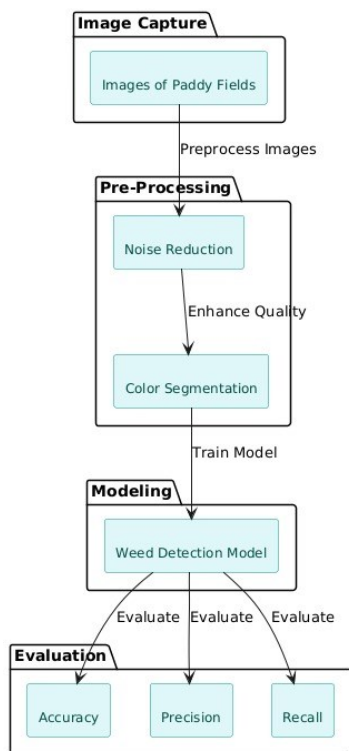 Image Capture
Images of Paddy Fields
Preprocess Images
Pre-Processing
Noise Reduction
Enhance Quality
Color Segmentation
Train Model
Modeling
Weed Detection Model
Evaluate
Evaluate
Evaluate
Evaluation
Accuracy
Precision
Recall